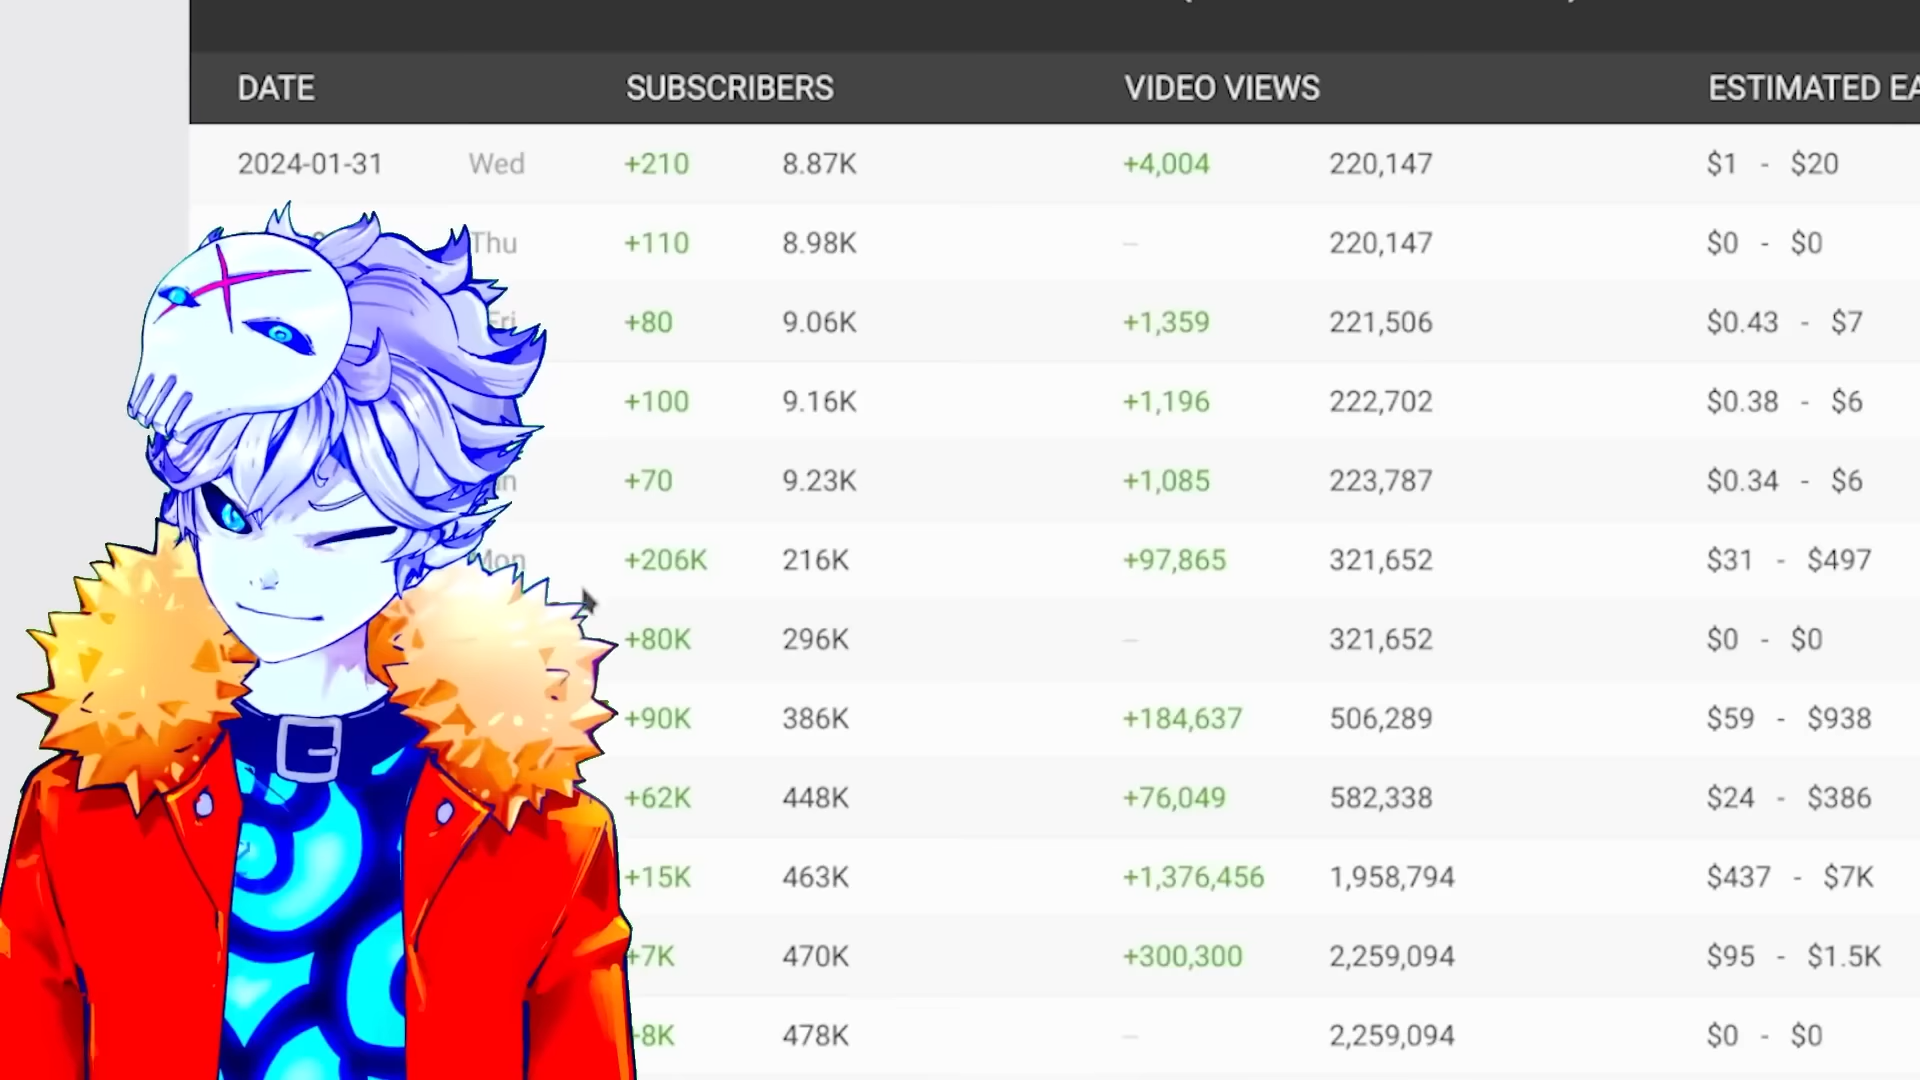 DATE SUBSCRIBERS VIDEO VIEWS ESTIMATED EA
2024-01-31 Wed +210 8.87K +4,004 220,147 $1 - $20
Thu +110 8.98K – 220,147 $0 - $0
Fri +80 9.06K +1,359 221,506 $0.43 - $7
+100 9.16K +1,196 222,702 $0.38 - $6
+70 9.23K +1,085 223,787 $0.34 - $6
Mon +206K 216K +97,865 321,652 $31 - $497
+80K 296K – 321,652 $0 - $0
+90K 386K +184,637 506,289 $59 - $938
+62K 448K +76,049 582,338 $24 - $386
+15K 463K +1,376,456 1,958,794 $437 - $7K
+7K 470K +300,300 2,259,094 $95 - $1.5K
+8K 478K – 2,259,094 $0 - $0